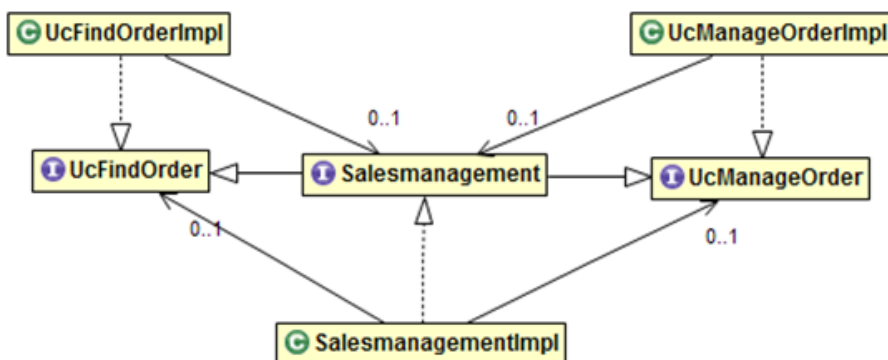 C UcFindOrderImpl
C UcManageOrderImpl
0..1
0..1
I UcFindOrder
I Salesmanagement
I UcManageOrder
0..1
0..1
C SalesmanagementImpl